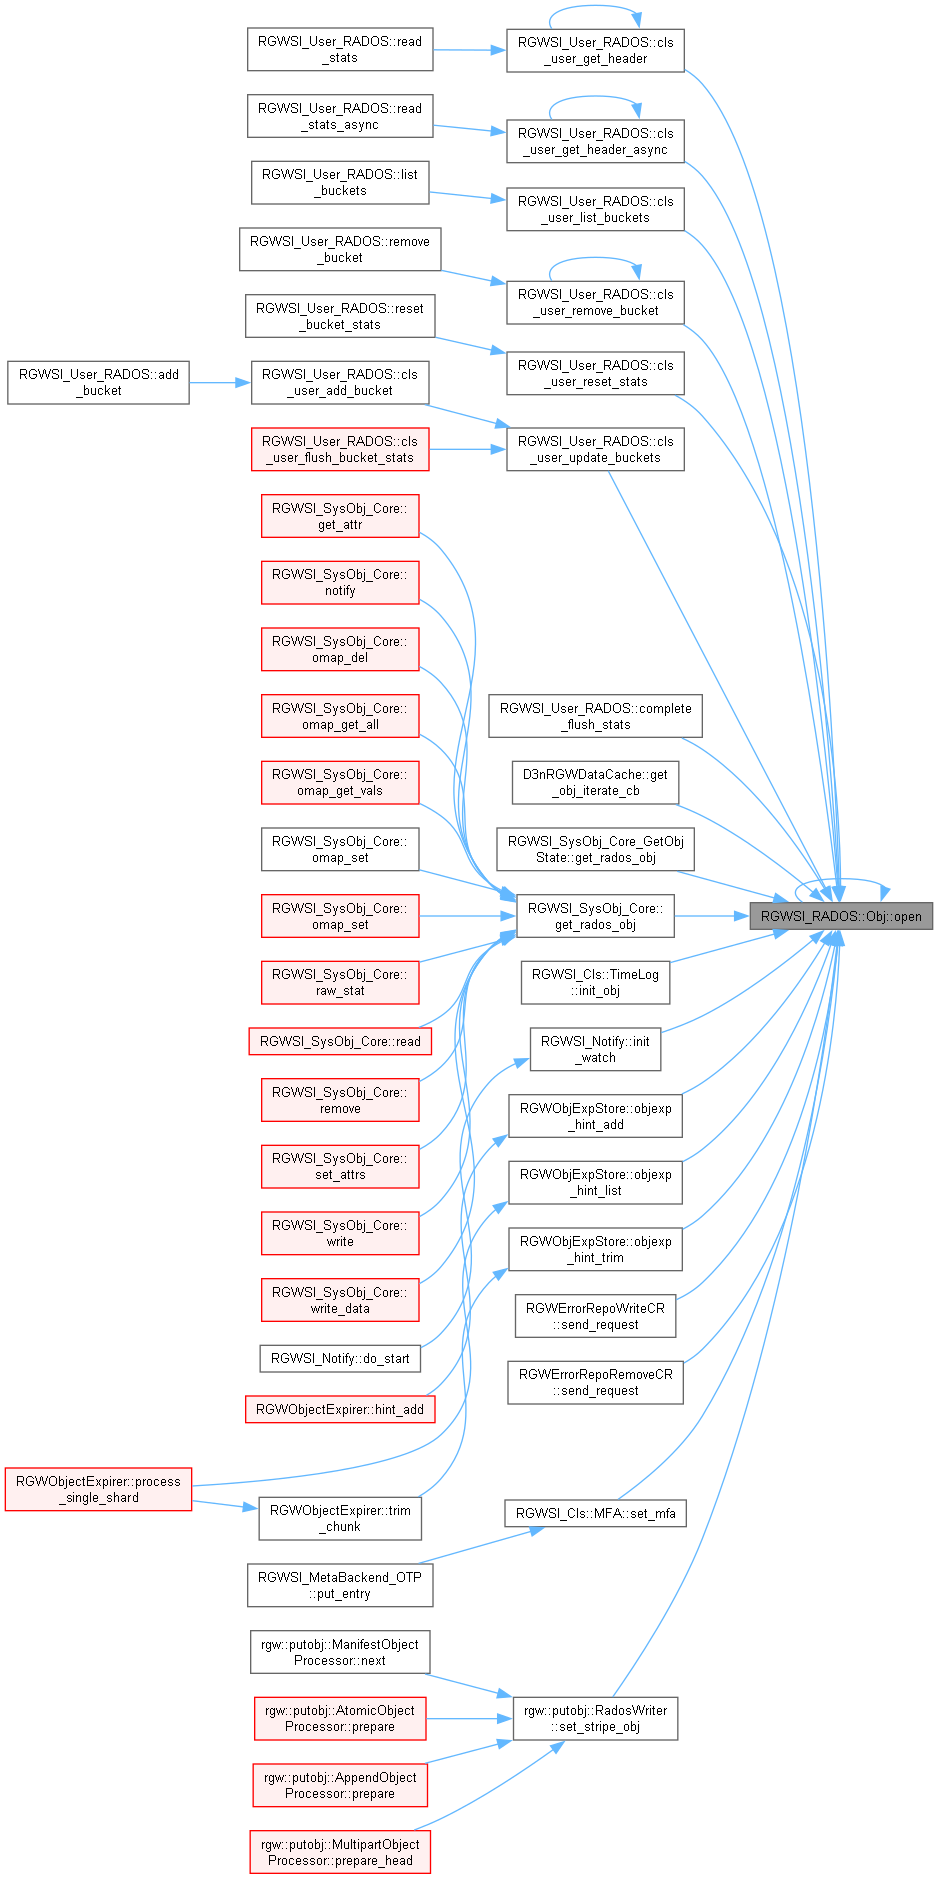 RGWSI_User_RADOS::read
_stats
RGWSI_User_RADOS::cls
_user_get_header
RGWSI_User_RADOS::read
_stats_async
RGWSI_User_RADOS::cls
_user_get_header_async
RGWSI_User_RADOS::list
_buckets
RGWSI_User_RADOS::cls
_user_list_buckets
RGWSI_User_RADOS::remove
_bucket
RGWSI_User_RADOS::cls
_user_remove_bucket
RGWSI_User_RADOS::reset
_bucket_stats
RGWSI_User_RADOS::cls
_user_reset_stats
RGWSI_User_RADOS::add
_bucket
RGWSI_User_RADOS::cls
_user_add_bucket
RGWSI_User_RADOS::cls
_user_flush_bucket_stats
RGWSI_User_RADOS::cls
_user_update_buckets
RGWSI_SysObj_Core::
get_attr
RGWSI_SysObj_Core::
notify
RGWSI_SysObj_Core::
omap_del
RGWSI_SysObj_Core::
omap_get_all
RGWSI_User_RADOS::complete
_flush_stats
RGWSI_SysObj_Core::
omap_get_vals
D3nRGWDataCache::get
_obj_iterate_cb
RGWSI_SysObj_Core::
omap_set
RGWSI_SysObj_Core_GetObj
State::get_rados_obj
RGWSI_SysObj_Core::
omap_set
RGWSI_SysObj_Core::
get_rados_obj
RGWSI_RADOS::Obj::open
RGWSI_SysObj_Core::
raw_stat
RGWSI_Cls::TimeLog
::init_obj
RGWSI_SysObj_Core::read
RGWSI_Notify::init
_watch
RGWSI_SysObj_Core::
remove
RGWObjExpStore::objexp
_hint_add
RGWSI_SysObj_Core::
set_attrs
RGWObjExpStore::objexp
_hint_list
RGWSI_SysObj_Core::
write
RGWObjExpStore::objexp
_hint_trim
RGWSI_SysObj_Core::
write_data
RGWErrorRepoWriteCR
::send_request
RGWSI_Notify::do_start
RGWErrorRepoRemoveCR
::send_request
RGWObjectExpirer::hint_add
RGWObjectExpirer::process
_single_shard
RGWObjectExpirer::trim
_chunk
RGWSI_Cls::MFA::set_mfa
RGWSI_MetaBackend_OTP
::put_entry
rgw::putobj::ManifestObject
Processor::next
rgw::putobj::AtomicObject
Processor::prepare
rgw::putobj::RadosWriter
::set_stripe_obj
rgw::putobj::AppendObject
Processor::prepare
rgw::putobj::MultipartObject
Processor::prepare_head